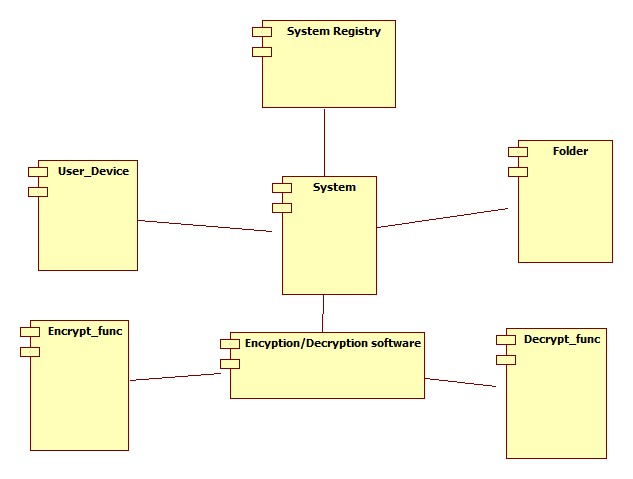 System Registry
User_Device
System
Folder
Encrypt_func
Encyption/Decryption software
Decrypt_func